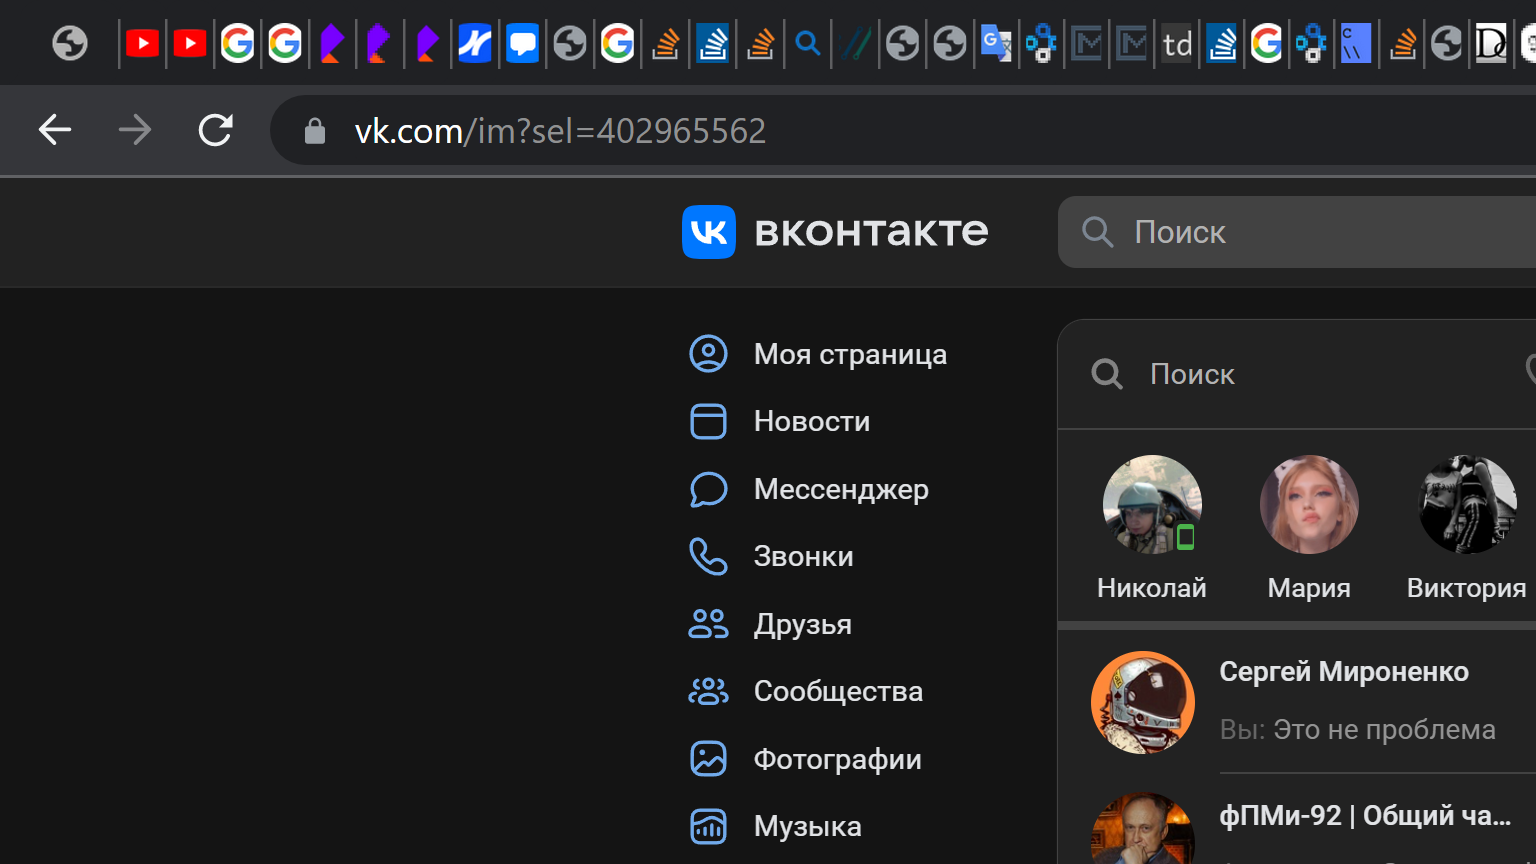 td
C
\\
vk.com/im?sel=402965562
вконтакте
Поиск
Моя страница
Поиск
Новости
Мессенджер
Звонки
Николай
Мария
Виктория
Друзья
Сообщества
Сергей Мироненко
Вы: Это не проблема
Фотографии
Музыка
фПМи-92 | Общий ча...